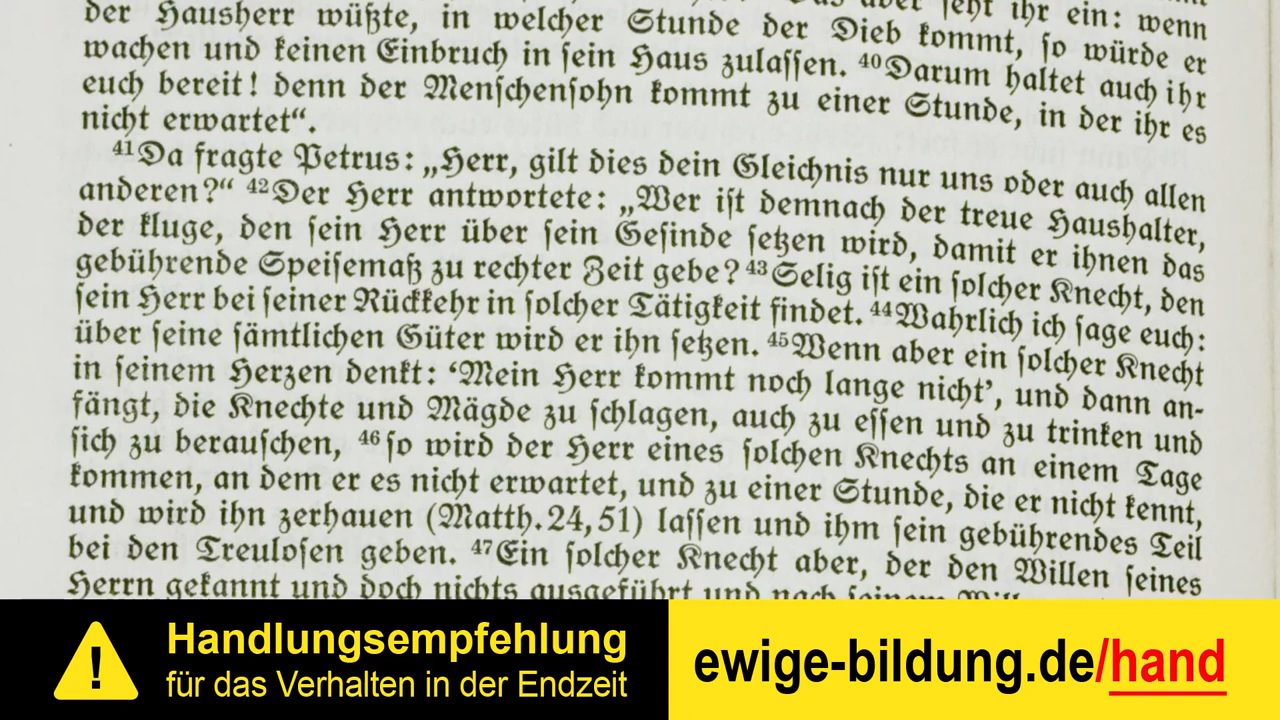 der Hausherr wüßte, in welcher Stunde der Dieb kommt, so würde er
aber seht ihr ein: wenn
wachen und keinen Einbruch in sein Haus zulassen. ⁴⁰Darum haltet auch ihr
euch bereit! denn der Menschensohn kommt zu einer Stunde, in der ihr es
nicht erwartet“.
⁴¹Da fragte Petrus: „Herr, gilt dies dein Gleichnis nur uns oder auch allen
anderen?“ ⁴²Der Herr antwortete: „Wer ist demnach der treue Haushalter,
der kluge, den sein Herr über sein Gesinde setzen wird, damit er ihnen das
gebührende Speisemaß zu rechter Zeit gebe? ⁴³Selig ist ein solcher Knecht, den
sein Herr bei seiner Rückkehr in solcher Tätigkeit findet. ⁴⁴Wahrlich ich sage euch:
über seine sämtlichen Güter wird er ihn setzen. ⁴⁵Wenn aber ein solcher Knecht
in seinem Herzen denkt: ‘Mein Herr kommt noch lange nicht’, und dann an-
fängt, die Knechte und Mägde zu schlagen, auch zu essen und zu trinken und
sich zu berauschen, ⁴⁶so wird der Herr eines solchen Knechts an einem Tage
kommen, an dem er es nicht erwartet, und zu einer Stunde, die er nicht kennt,
und wird ihn zerhauen (Matth. 24, 51) lassen und ihm sein gebührendes Teil
bei den Treulosen geben. ⁴⁷Ein solcher Knecht aber, der den Willen seines
Herrn gekannt und doch nichts ausgeführt und nach seinem
Handlungsempfehlung
für das Verhalten in der Endzeit
ewige-bildung.de/hand